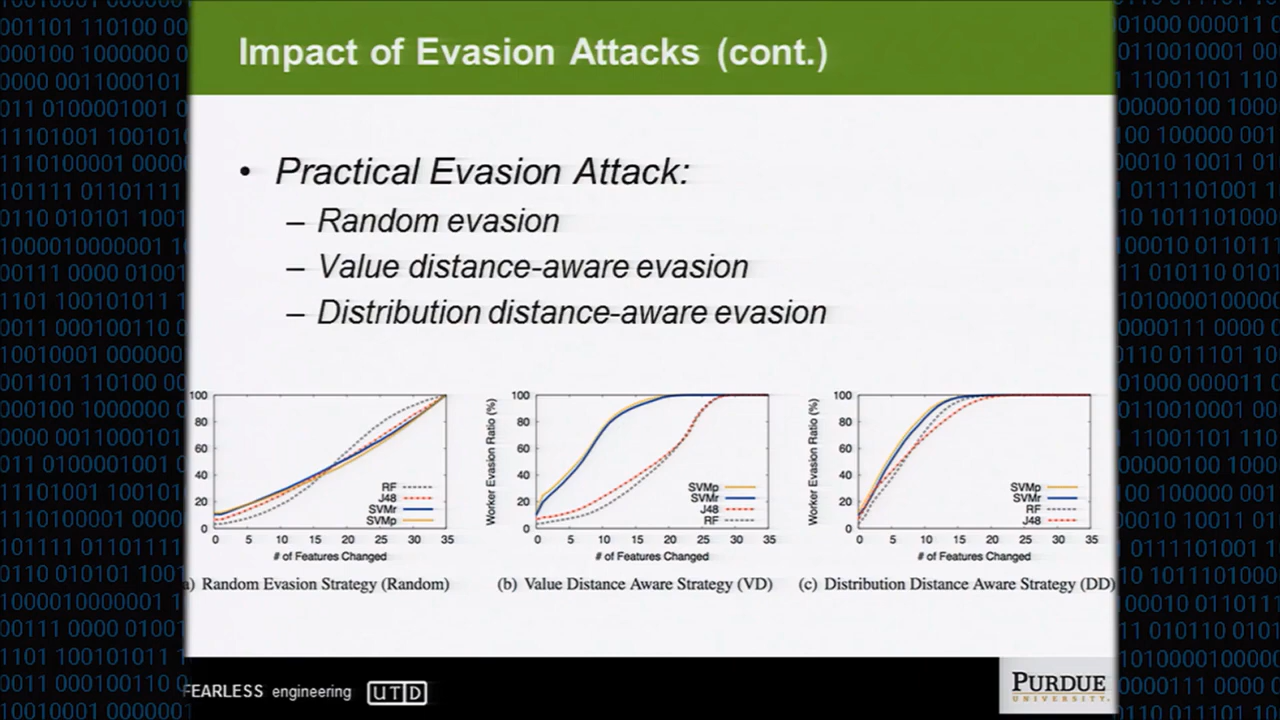 Impact of Evasion Attacks (cont.)
• Practical Evasion Attack:
– Random evasion
– Value distance-aware evasion
– Distribution distance-aware evasion
100
80
60
40
20
0
RF
J48
SVMr
SVMp
0 5 10 15 20 25 30 35
# of Features Changed
a) Random Evasion Strategy (Random)
Worker Evasion Ratio (%)
100
80
60
40
20
0
SVMp
SVMr
J48
RF
0 5 10 15 20 25 30 35
# of Features Changed
(b) Value Distance Aware Strategy (VD)
Worker Evasion Ratio (%)
100
80
60
40
20
0
SVMp
SVMr
RF
J48
0 5 10 15 20 25 30 35
# of Features Changed
(c) Distribution Distance Aware Strategy (DD)
FEARLESS engineering
UTD
PURDUE
UNIVERSITY